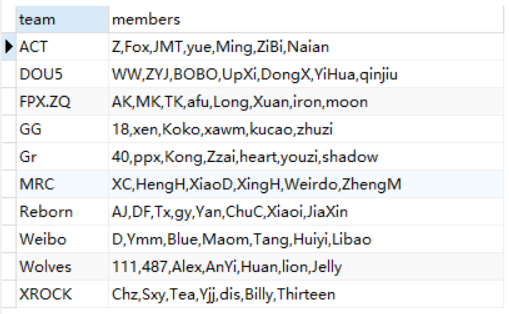 team members
ACT Z,Fox,JMT,yue,Ming,ZiBi,Naian
DOU5 WW,ZYJ,BOBO,UpXi,DongX,YiHua,qinjiu
FPX.ZQ AK,MK,TK,afu,Long,Xuan,iron,moon
GG 18,xen,Koko,xawm,kucao,zhuzi
Gr 40,ppx,Kong,Zzai,heart,youzi,shadow
MRC XC,HengH,XiaoD,XingH,Weirdo,ZhengM
Reborn AJ,DF,Tx,gy,Yan,ChuC,Xiaoi,JiaXin
Weibo D,Ymm,Blue,Maom,Tang,Huiyi,Libao
Wolves 111,487,Alex,AnYi,Huan,lion,Jelly
XROCK Chz,Sxy,Tea,Yjj,dis,Billy,Thirteen